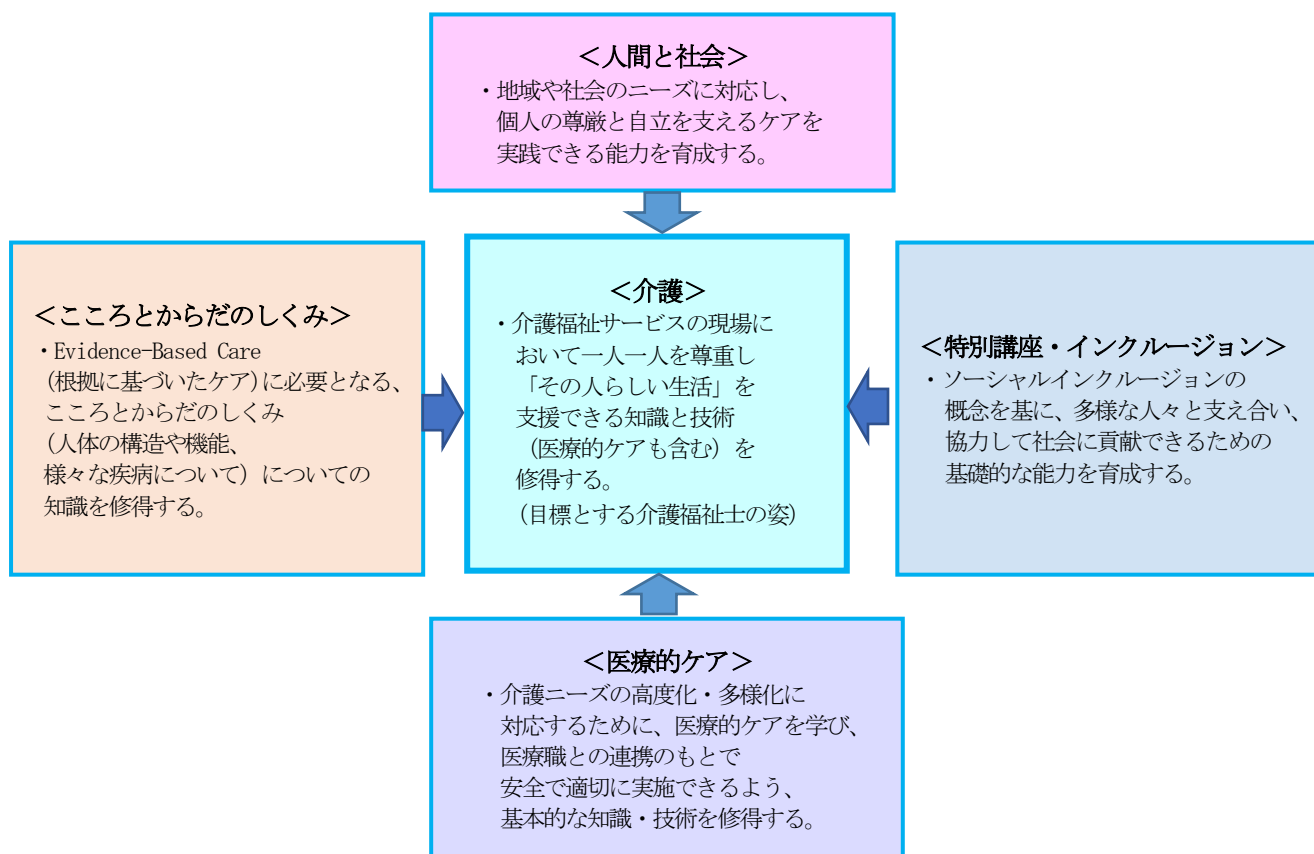 ＜人間と社会＞
・地域や社会のニーズに対応し、
個人の尊厳と自立を支えるケアを
実践できる能力を育成する。
＜こころとからだのしくみ＞
・Evidence-Based Care
(根拠に基づいたケア)に必要となる、
こころとからだのしくみ
(人体の構造や機能、
様々な疾病について) についての
知識を修得する。
＜介護＞
・介護福祉サービスの現場に
おいて一人一人を尊重し
「その人らしい生活」を
支援できる知識と技術
(医療的ケアも含む) を
修得する。
(目標とする介護福祉士の姿)
＜特別講座・インクルージョン＞
・ソーシャルインクルージョンの
概念を基に、多様な人々と支え合い、
協力して社会に貢献できるための
基礎的な能力を育成する。
＜医療的ケア＞
・介護ニーズの高度化・多様化に
対応するために、医療的ケアを学び、
医療職との連携のもとで
安全で適切に実施できるよう、
基本的な知識・技術を修得する。